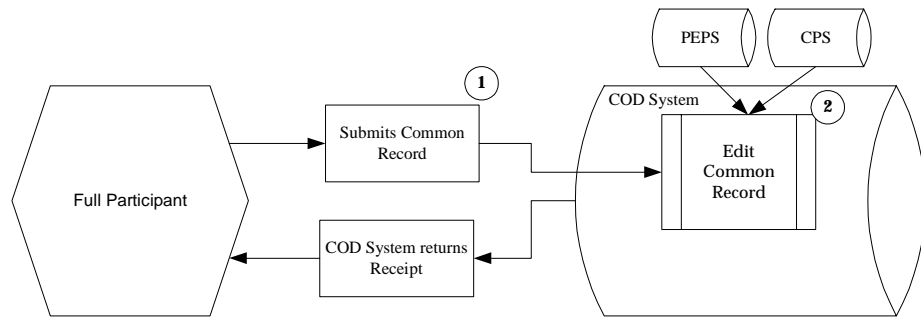 PEPS
CPS
1
COD System
2
Submits Common
Record
Edit
Common
Record
Full Participant
COD System returns
Receipt